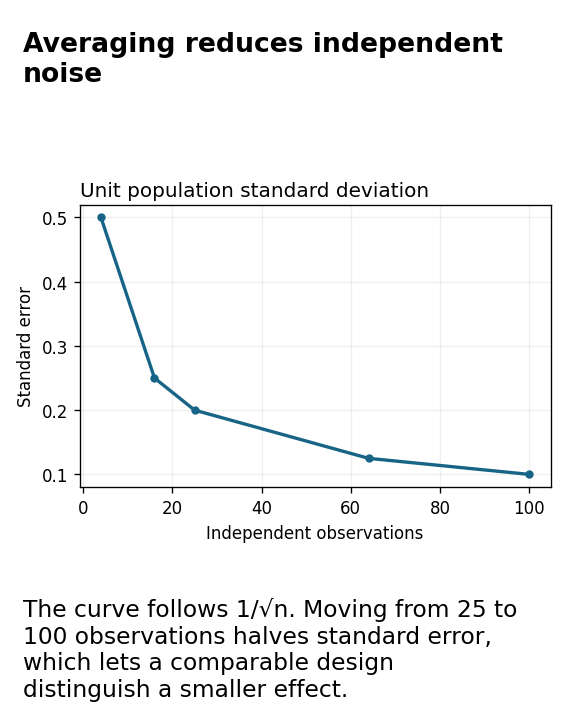 Averaging reduces independent
noise
Unit population standard deviation
0.5
0.4
0.3
0.2
0.1
Standard error
0 20 40 60 80 100
Independent observations
The curve follows 1/√n. Moving from 25 to
100 observations halves standard error,
which lets a comparable design
distinguish a smaller effect.